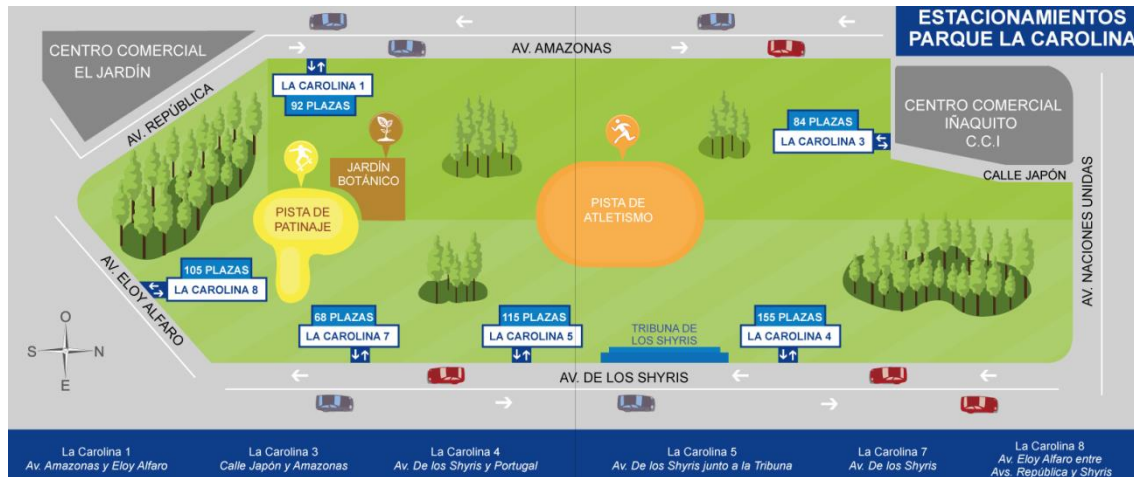 ESTACIONAMIENTOS
PARQUE LA CAROLINA
CENTRO COMERCIAL
EL JARDÍN
AV. AMAZONAS
AV. REPÚBLICA
LA CAROLINA 1
92 PLAZAS
JARDÍN
BOTÁNICO
PISTA DE
PATINAJE
PISTA DE
ATLETISMO
84 PLAZAS
LA CAROLINA 3
CENTRO COMERCIAL
IÑAQUITO
C.C.I
CALLE JAPÓN
AV. NACIONES UNIDAS
AV. ELOY ALFARO
105 PLAZAS
LA CAROLINA 8
68 PLAZAS
LA CAROLINA 7
115 PLAZAS
LA CAROLINA 5
TRIBUNA DE
LOS SHYRIS
155 PLAZAS
LA CAROLINA 4
O
S
N
E
AV. DE LOS SHYRIS
La Carolina 1
Av. Amazonas y Eloy Alfaro
La Carolina 3
Calle Japón y Amazonas
La Carolina 4
Av. De los Shyris y Portugal
La Carolina 5
Av. De los Shyris junto a la Tribuna
La Carolina 7
Av. De los Shyris
La Carolina 8
Av. Eloy Alfaro entre
Avs. República y Shyris